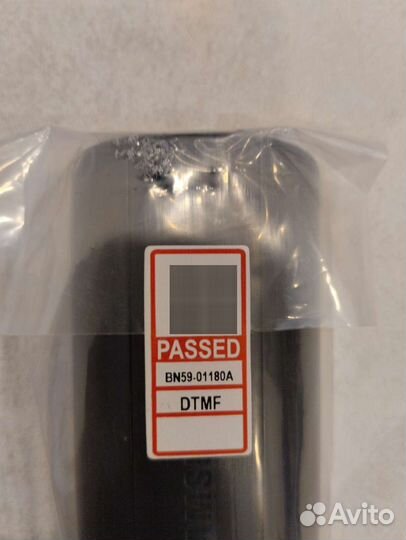 PASSED
BN59-01180A
DTMF
Avito